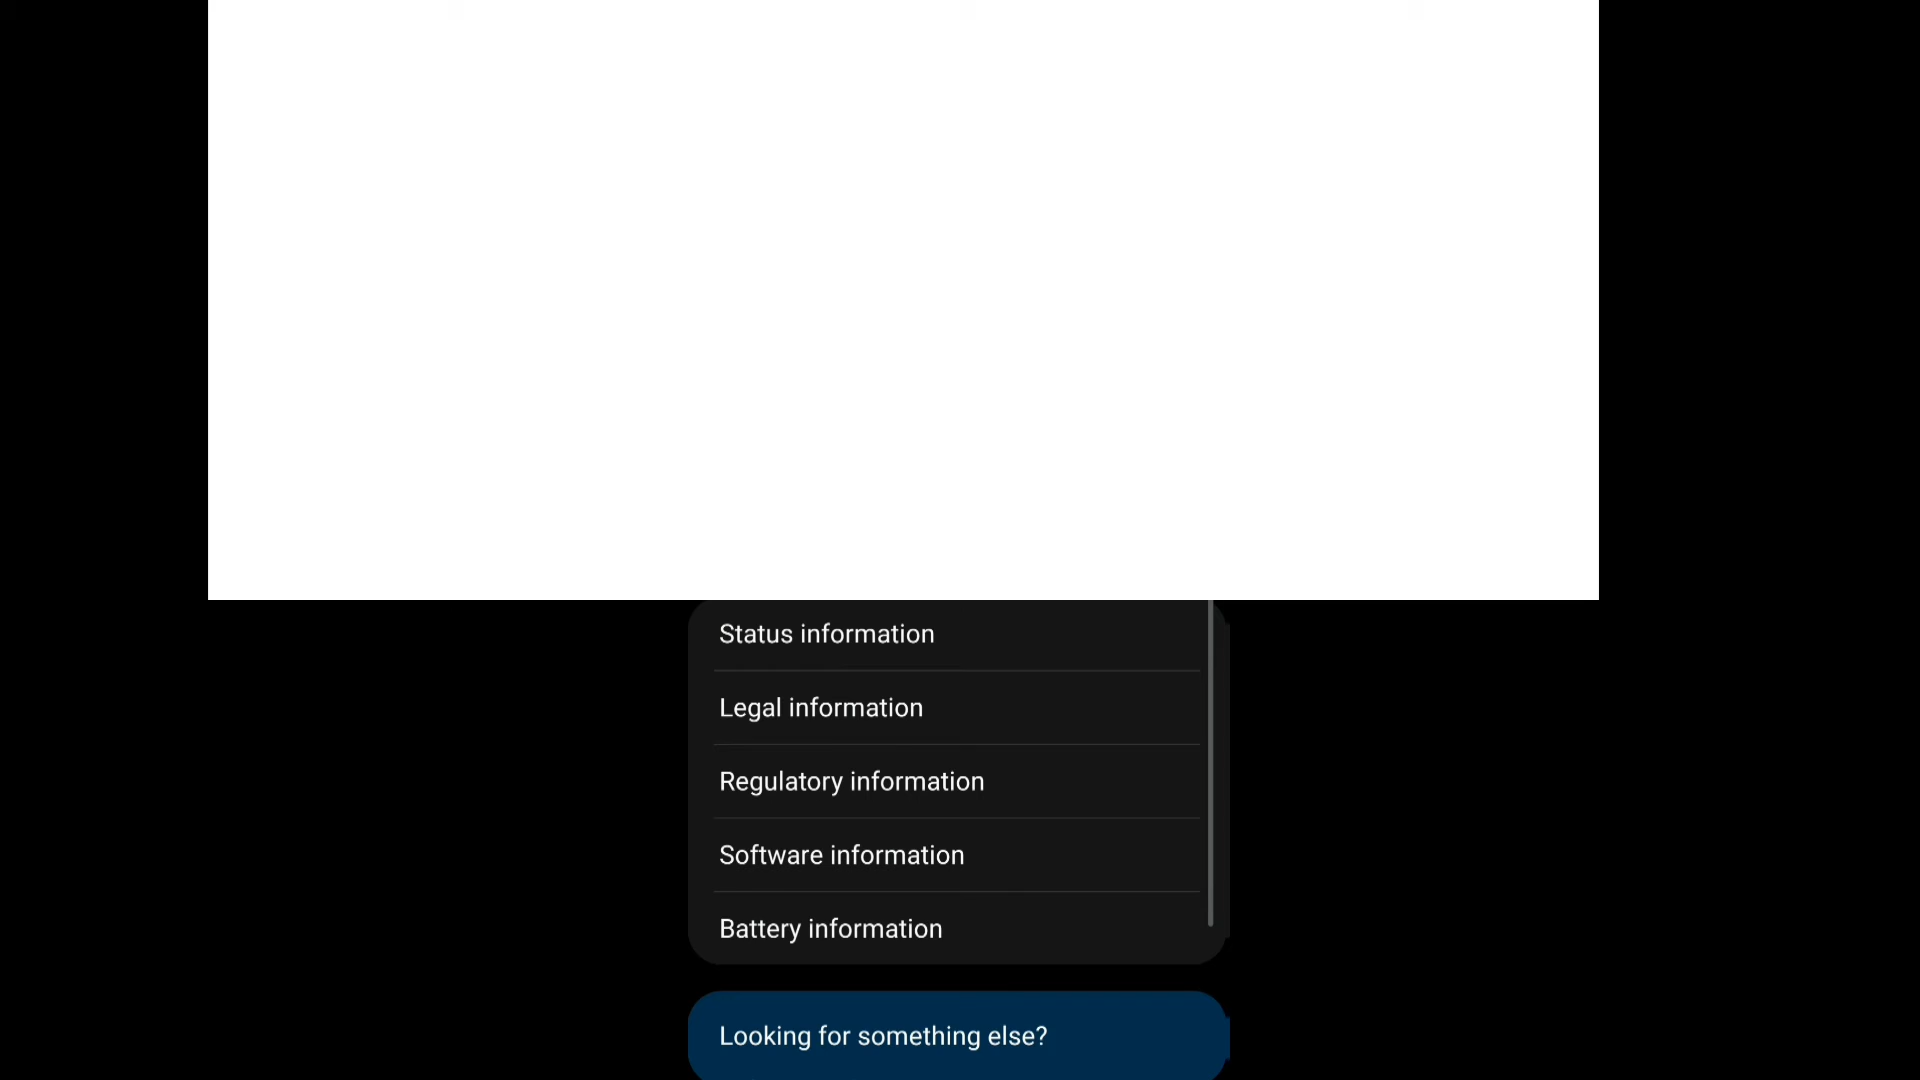 Status information
Legal information
Regulatory information
Software information
Battery information
Looking for something else?